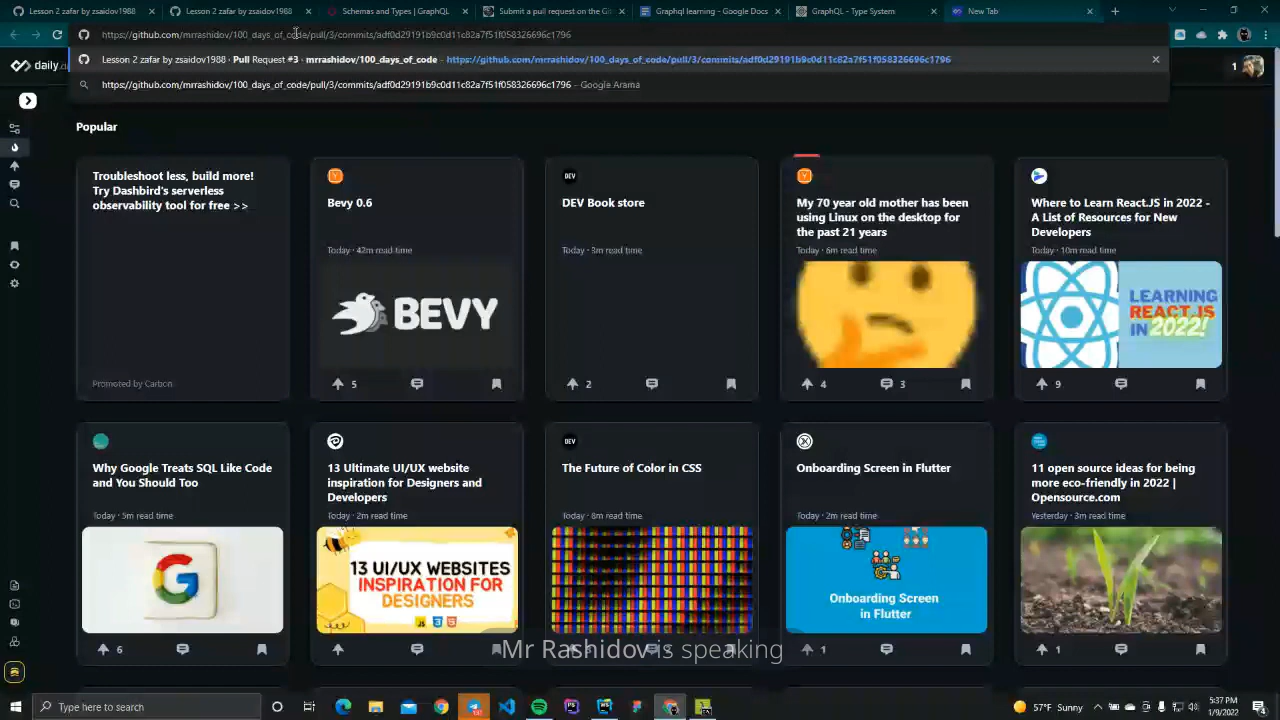 Lesson 2 zafar by zsaidov1988
Lesson 2 zafar by zsaidov1988
Schemas and Types | GraphQL
Submit a pull request on the Git
Graphql learning - Google Docs
GraphQL - Type System
New Tab
https://github.com/mrrashidov/100_days_of_code/pull/3/commits/adf0d29191b9c0d11c82a7f51f058326696c1796
Lesson 2 zafar by zsaidov1988 · Pull Request #3 · mrrashidov/100_days_of_code - https://github.com/mrrashidov/100_days_of_code/pull/3/commits/adf0d29191b9c0d11c82a7f51f058326696c1796
https://github.com/mrrashidov/100_days_of_code/pull/3/commits/adf0d29191b9c0d11c82a7f51f058326696c1796 - Google Arama
daily.
1
Popular
Troubleshoot less, build more!
Try Dashbird's serverless
observability tool for free >>
Promoted by Carbon
Bevy 0.6
Today · 42m read time
BEVY
5
DEV
DEV Book store
Today · 3m read time
2
My 70 year old mother has been
using Linux on the desktop for
the past 21 years
Today · 6m read time
4
3
Where to Learn React.JS in 2022 -
A List of Resources for New
Developers
Today · 10m read time
LEARNING
REACT.JS
IN 2022!
9
Why Google Treats SQL Like Code
and You Should Too
Today · 5m read time
G
6
13 Ultimate UI/UX website
inspiration for Designers and
Developers
Today · 2m read time
13 UI/UX WEBSITES
INSPIRATION FOR
DESIGNERS
DEV
The Future of Color in CSS
Today · 8m read time
Onboarding Screen in Flutter
Today · 2m read time
Onboarding Screen
in Flutter
1
11 open source ideas for being
more eco-friendly in 2022 |
Opensource.com
Yesterday · 3m read time
1
Mr Rashidov is speaking
Type here to search
57°F Sunny
5:37 PM
1/9/2022